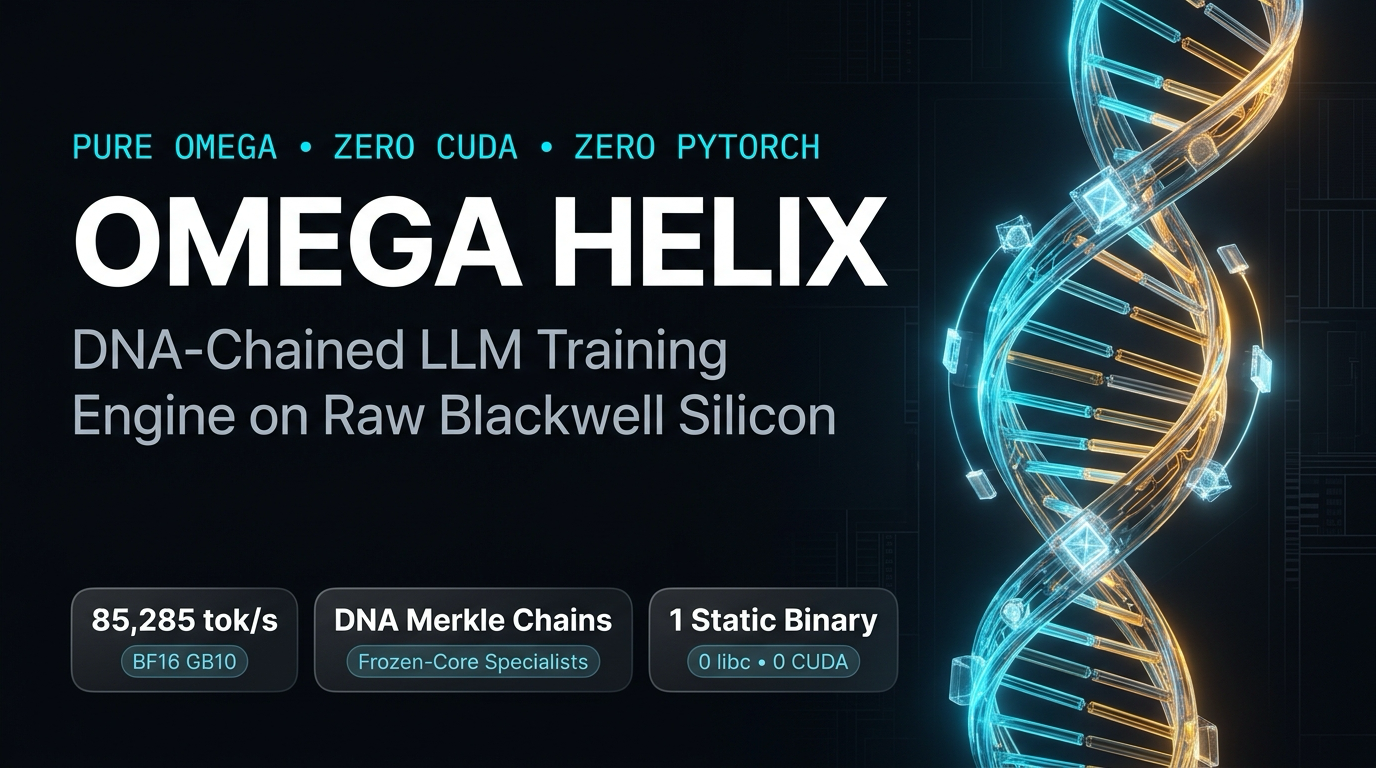 PURE OMEGA • ZERO CUDA • ZERO PYTORCH
OMEGA HELIX
DNA-Chained LLM Training
Engine on Raw Blackwell Silicon
85,285 tok/s
BF16 GB10
DNA Merkle Chains
Frozen-Core Specialists
1 Static Binary
0 libc • 0 CUDA